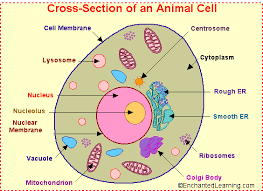 Cross-Section of an Animal Cell
Cell Membrane
Centrosome
Lysosome
Cytoplasm
Nucleus
Rough ER
Nucleolus
Nuclear
Membrane
Smooth ER
Vacuole
Ribosomes
Mitochondrion
Golgi Body
©EnchantedLearning.com